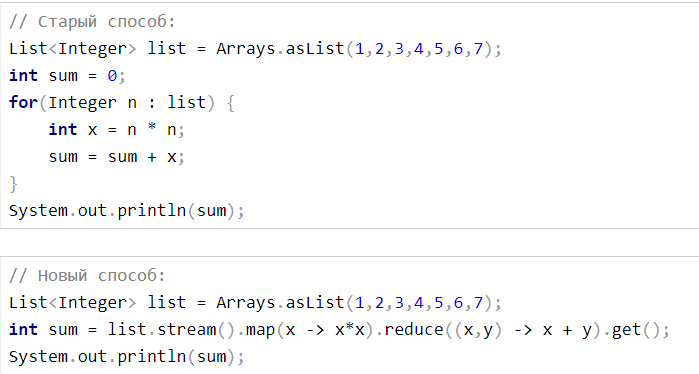 // Старый способ:
List<Integer> list = Arrays.asList(1,2,3,4,5,6,7);
int sum = 0;
for(Integer n : list) {
    int x = n * n;
    sum = sum + x;
}
System.out.println(sum);
// Новый способ:
List<Integer> list = Arrays.asList(1,2,3,4,5,6,7);
int sum = list.stream().map(x -> x*x).reduce((x,y) -> x + y).get();
System.out.println(sum);